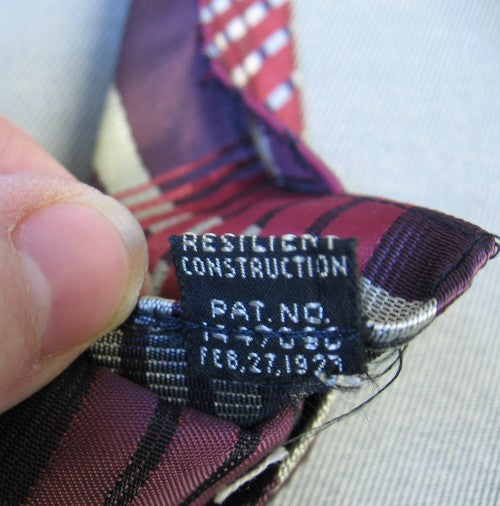 RESILIENT
CONSTRUCTION
PAT. NO.
1447090
FEB. 27, 1923